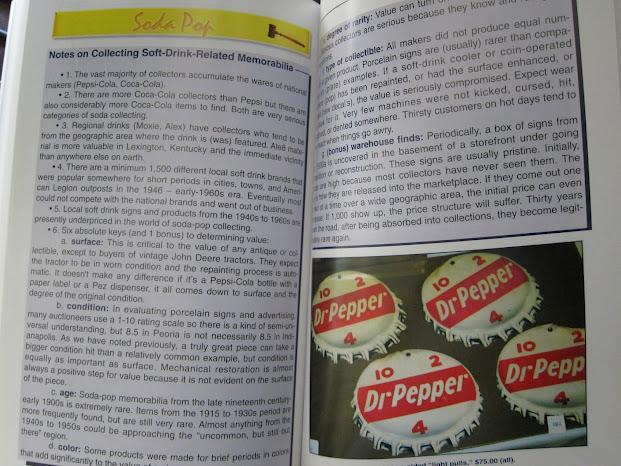 Soda Pop
Notes on Collecting Soft-Drink-Related Memorabilia
• 1. The vast majority of collectors accumulate the wares of national
makers (Pepsi-Cola, Coca-Cola).
• 2. There are more Coca-Cola collectors than Pepsi but there are
also considerably more Coca-Cola items to find. Both are very serious
categories of soda collecting.
• 3. Regional drinks (Moxie, Ale8) have collectors who tend to be
from the geographic area where the drink is (was) featured. Ale8 mate-
rial is more valuable in Lexington, Kentucky and the immediate vicinity
than anywhere else on earth.
• 4. There are a minimum 1,500 different local soft drink brands that
were popular somewhere for short periods in cities, towns, and Ameri-
can Legion outposts in the 1946 – early-1960s era. Eventually most
could not compete with the national brands and went out of business.
• 5. Local soft drink signs and products from the 1940s to 1960s are
presently underpriced in the world of soda-pop collecting.
• 6. Six absolute keys (and 1 bonus) to determining value:
a. surface: This is critical to the value of any antique or col-
lectible, except to buyers of vintage John Deere tractors. They expect
the tractor to be in worn condition and the repainting process is auto-
matic. It doesn't make any difference if it's a Pepsi-Cola bottle with a
paper label or a Pez dispenser, it all comes down to surface and the
degree of the original condition.
b. condition: In evaluating porcelain signs and advertising,
many auctioneers use a 1-10 rating scale so there is a kind of semi-uni-
versal understanding, but 8.5 in Peoria is not necessarily 8.5 in Indi-
anapolis. As we have noted previously, a truly great piece can take a
bigger condition hit than a relatively common example, but condition is
equally as important as surface. Mechanical restoration is almost
always a positive step for value because it is not evident on the surface
of the piece.
c. age: Soda-pop memorabilia from the late nineteenth century-
early 1900s is extremely rare. Items from the 1915 to 1930s period are
more frequently found, but are still very rare. Almost anything from the
1940s to 1950s could be approaching the "uncommon, but still out
there" region.
d. color: Some products were made for brief periods in colors
that add significantly to the value of
degree of rarity: Value can turn on
collectors are serious because they know and
type of collectible: All makers did not produce equal num-
given product. Porcelain signs are (usually) rarer than compa-
examples. If a soft-drink cooler or coin-operated
has been repainted, or had the surface enhanced, or
decals), the value is seriously compromised. Expect wear
for it. Very few machines were not kicked, cursed, hit,
or dented somewhere. Thirsty customers on hot days tend to
when things go awry.
(bonus) warehouse finds: Periodically, a box of signs from
is uncovered in the basement of a storefront under going
or reconstruction. These signs are usually pristine. Initially,
are high because most collectors have never seen them. The
how they are released into the marketplace. If they come out one
at a time over a wide geographic area, the initial price can even
If 1,000 show up, the price structure will suffer. Thirty years
the road, after being absorbed into collections, they become legit-
rare again.
10 2
Dr Pepper
4
10 2
Dr Pepper
4
10 2
Dr Pepper
4
10 2
Dr Pepp
4
"light pulls," $75.00 (all).